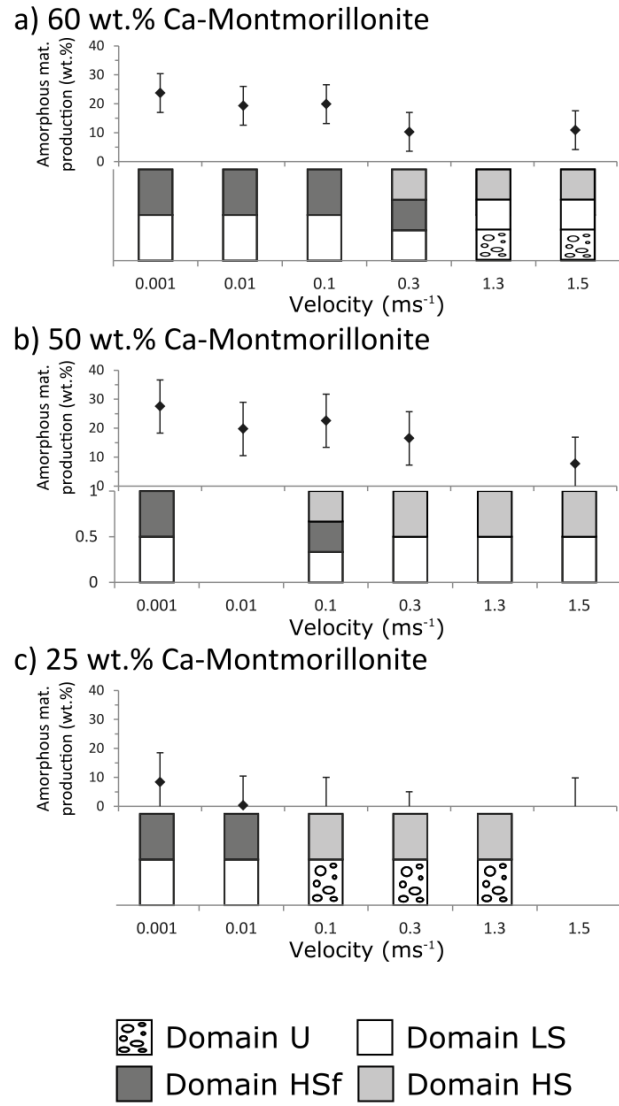 a) 60 wt.% Ca-Montmorillonite
Amorphous mat.
production (wt.%)
40
30
20
10
0
0.001 0.01 0.1 0.3 1.3 1.5
Velocity (ms⁻¹)
b) 50 wt.% Ca-Montmorillonite
Amorphous mat.
production (wt.%)
40
30
20
10
0
1
0.5
0
0.001 0.01 0.1 0.3 1.3 1.5
Velocity (ms⁻¹)
c) 25 wt.% Ca-Montmorillonite
Amorphous mat.
production (wt.%)
40
30
20
10
0
0.001 0.01 0.1 0.3 1.3 1.5
Velocity (ms⁻¹)
Domain U Domain LS
Domain HSf Domain HS